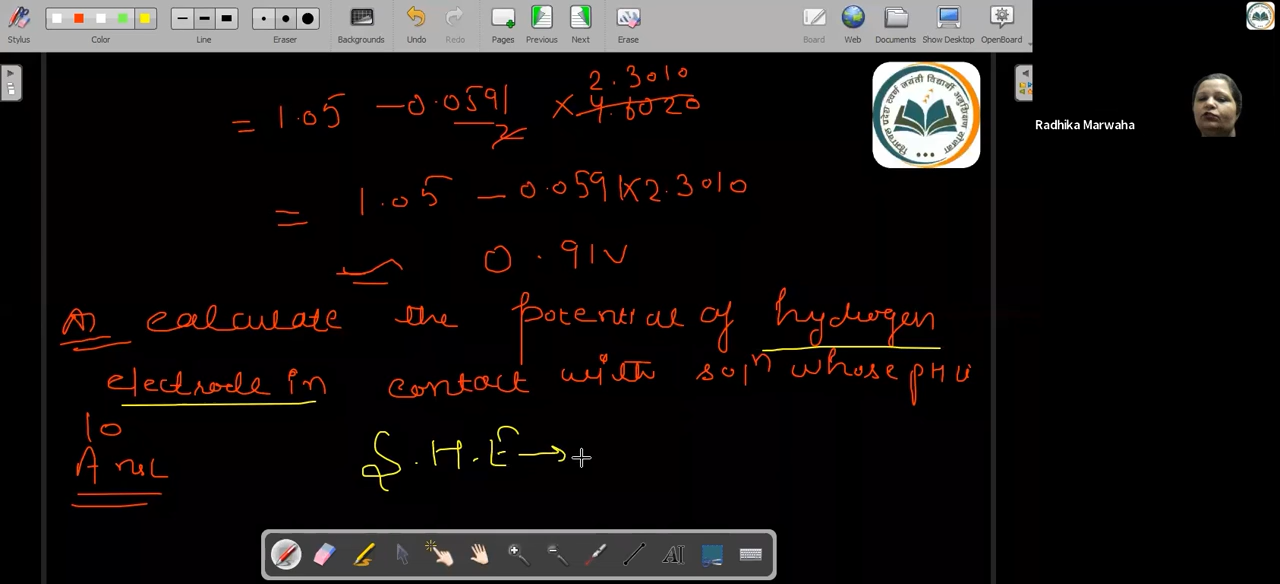 Stylus Color Line Eraser Backgrounds Undo Redo Pages Previous Next Erase Board Web Documents Show Desktop OpenBoard
= 1.05 - 0.0591/2 × 4.6020 2.3010
= 1.05 - 0.0591 × 2.3010
0.91V
Radhika Marwaha
calculate the potential of hydrogen
electrode in contact with sol^n whose pH is
10
Ans
S.H.E →